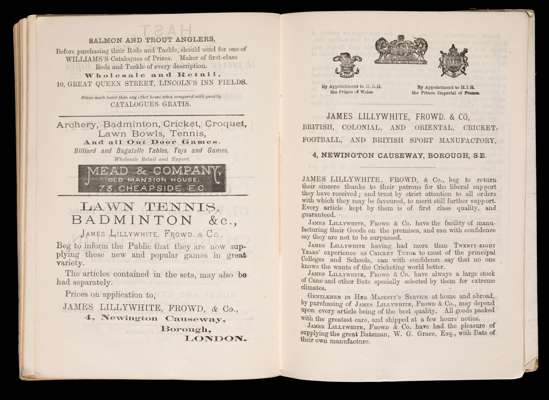 SALMON AND TROUT ANGLERS,
Before purchasing their Rods and Tackle, should send for one of
WILLIAMS'S Catalogues of Prices. Maker of first-class
Rods and Tackle of every description.
Wholesale and Retail,
10, GREAT QUEEN STREET, LINCOLN'S INN FIELDS.
Prices much lower than any other house when compared with quality.
CATALOGUES GRATIS.
Archery, Badminton, Cricket, Croquet,
Lawn Bowls, Tennis,
And all Out Door Games.
Billiard and Bagatelle Tables, Toys and Games,
Wholesale Retail and Export.
MEAD & COMPANY,
OLD MANSION HOUSE,
73, CHEAPSIDE E.C.
LAWN TENNIS,
BADMINTON &c.,
JAMES LILLYWHITE, FROWD, & Co.,
Beg to inform the Public that they are now sup-
plying these new and popular games in great
variety.
The articles contained in the sets, may also be
had separately.
Prices on application to,
JAMES LILLYWHITE, FROWD, & Co.,
4, Newington Causeway,
Borough,
LONDON.
By Appointment to H.R.H.
the Prince of Wales
By Appointment to H.I.H.
the Prince Imperial of France.
JAMES LILLYWHITE, FROWD, & CO,
BRITISH, COLONIAL, AND ORIENTAL, CRICKET,
FOOTBALL, AND BRITISH SPORT MANUFACTORY,
4, NEWINGTON CAUSEWAY, BOROUGH, S.E.
JAMES LILLYWHITE, FROWD, & Co., beg to return
their sincere thanks to their patrons for the liberal support
they have received; and trust by strict attention to all orders
with which they may be favoured, to merit still further support.
Every article kept by them is of first class quality, and
guaranteed.
JAMES LILLYWHITE, FROWD & Co. have the facility of manu-
facturing their Goods on the premises, and can with confidence
say they are not to be surpassed.
JAMES LILLYWHITE having had more than TWENTY-EIGHT
YEARS' experience as CRICKET TUTOR to most of the principal
Colleges and Schools, can with confidence say that no one
knows the wants of the Cricketing world better.
JAMES LILLYWHITE, FROWD & Co. have always a large stock
of Cane and other Bats specially selected by them for extreme
climates.
GENTLEMEN IN HER MAJESTY'S SERVICE at home and abroad,
by purchasing of JAMES LILLYWHITE, FROWD & Co., may depend
upon every article being of the best quality. All goods packed
with the greatest care, and shipped at a few hours' notice.
JAMES LILLYWHITE, FROWD & Co. have had the pleasure of
supplying the great Batsman, W. G. Grace, Esq., with Bats of
their own manufacture.